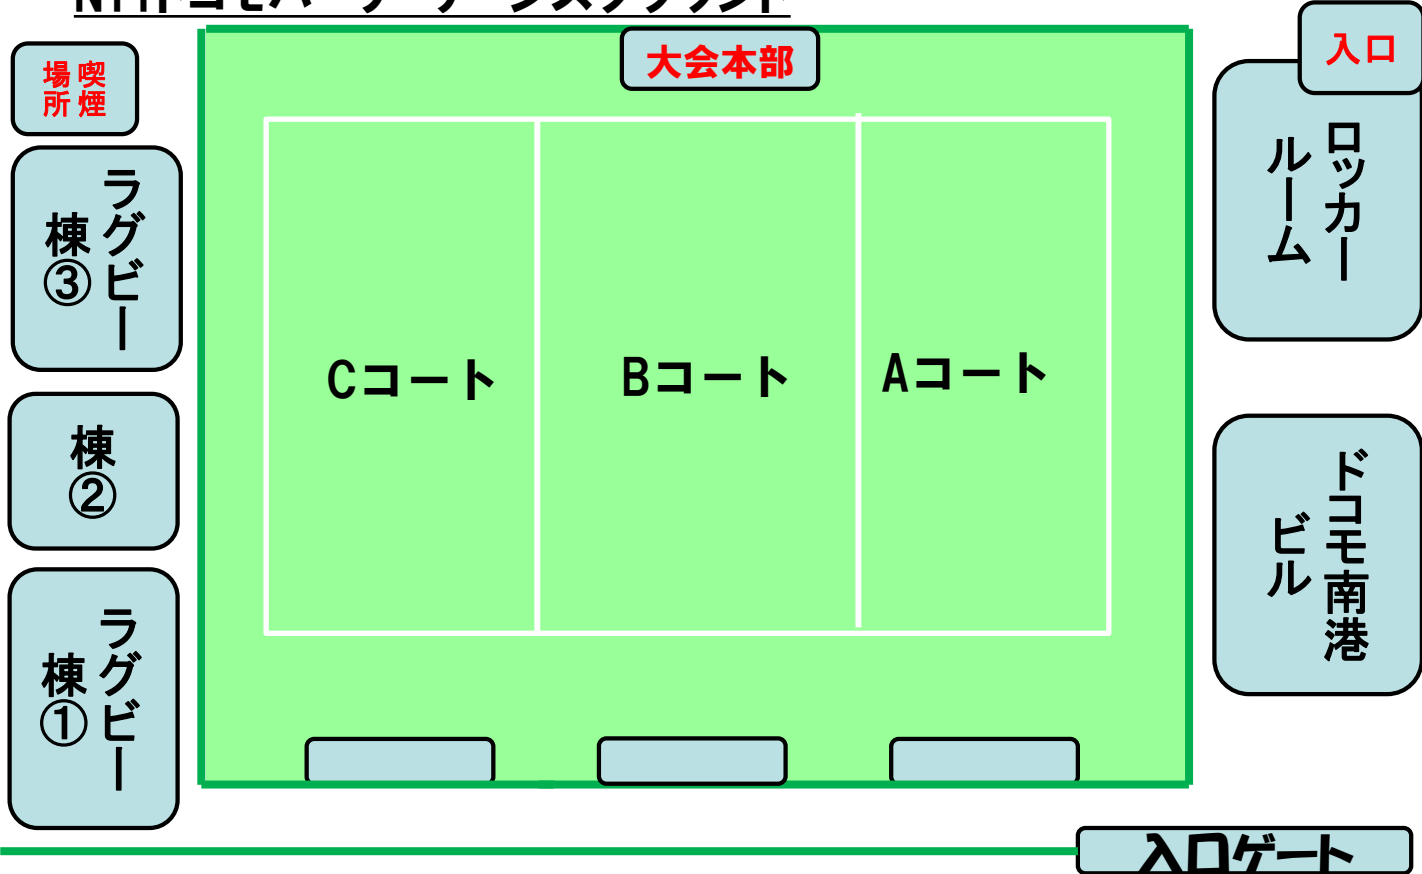 大会本部
入口
喫煙
場所
ロッカー
ルーム
ラグビー
棟③
Cコート
Bコート
Aコート
棟②
ドコモ南港
ビル
ラグビー
棟①
入口ゲート